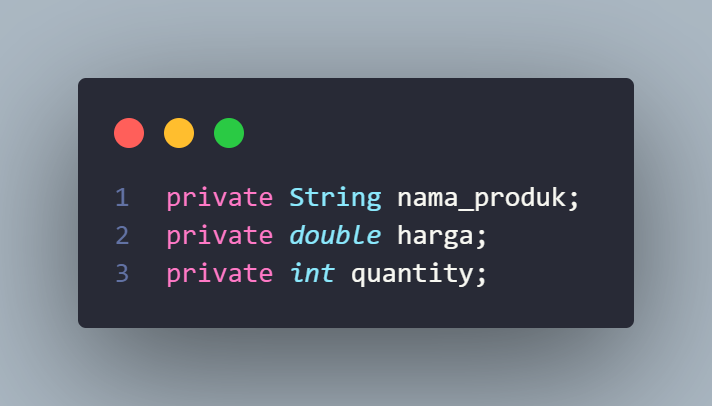 1 private String nama_produk;
2 private double harga;
3 private int quantity;